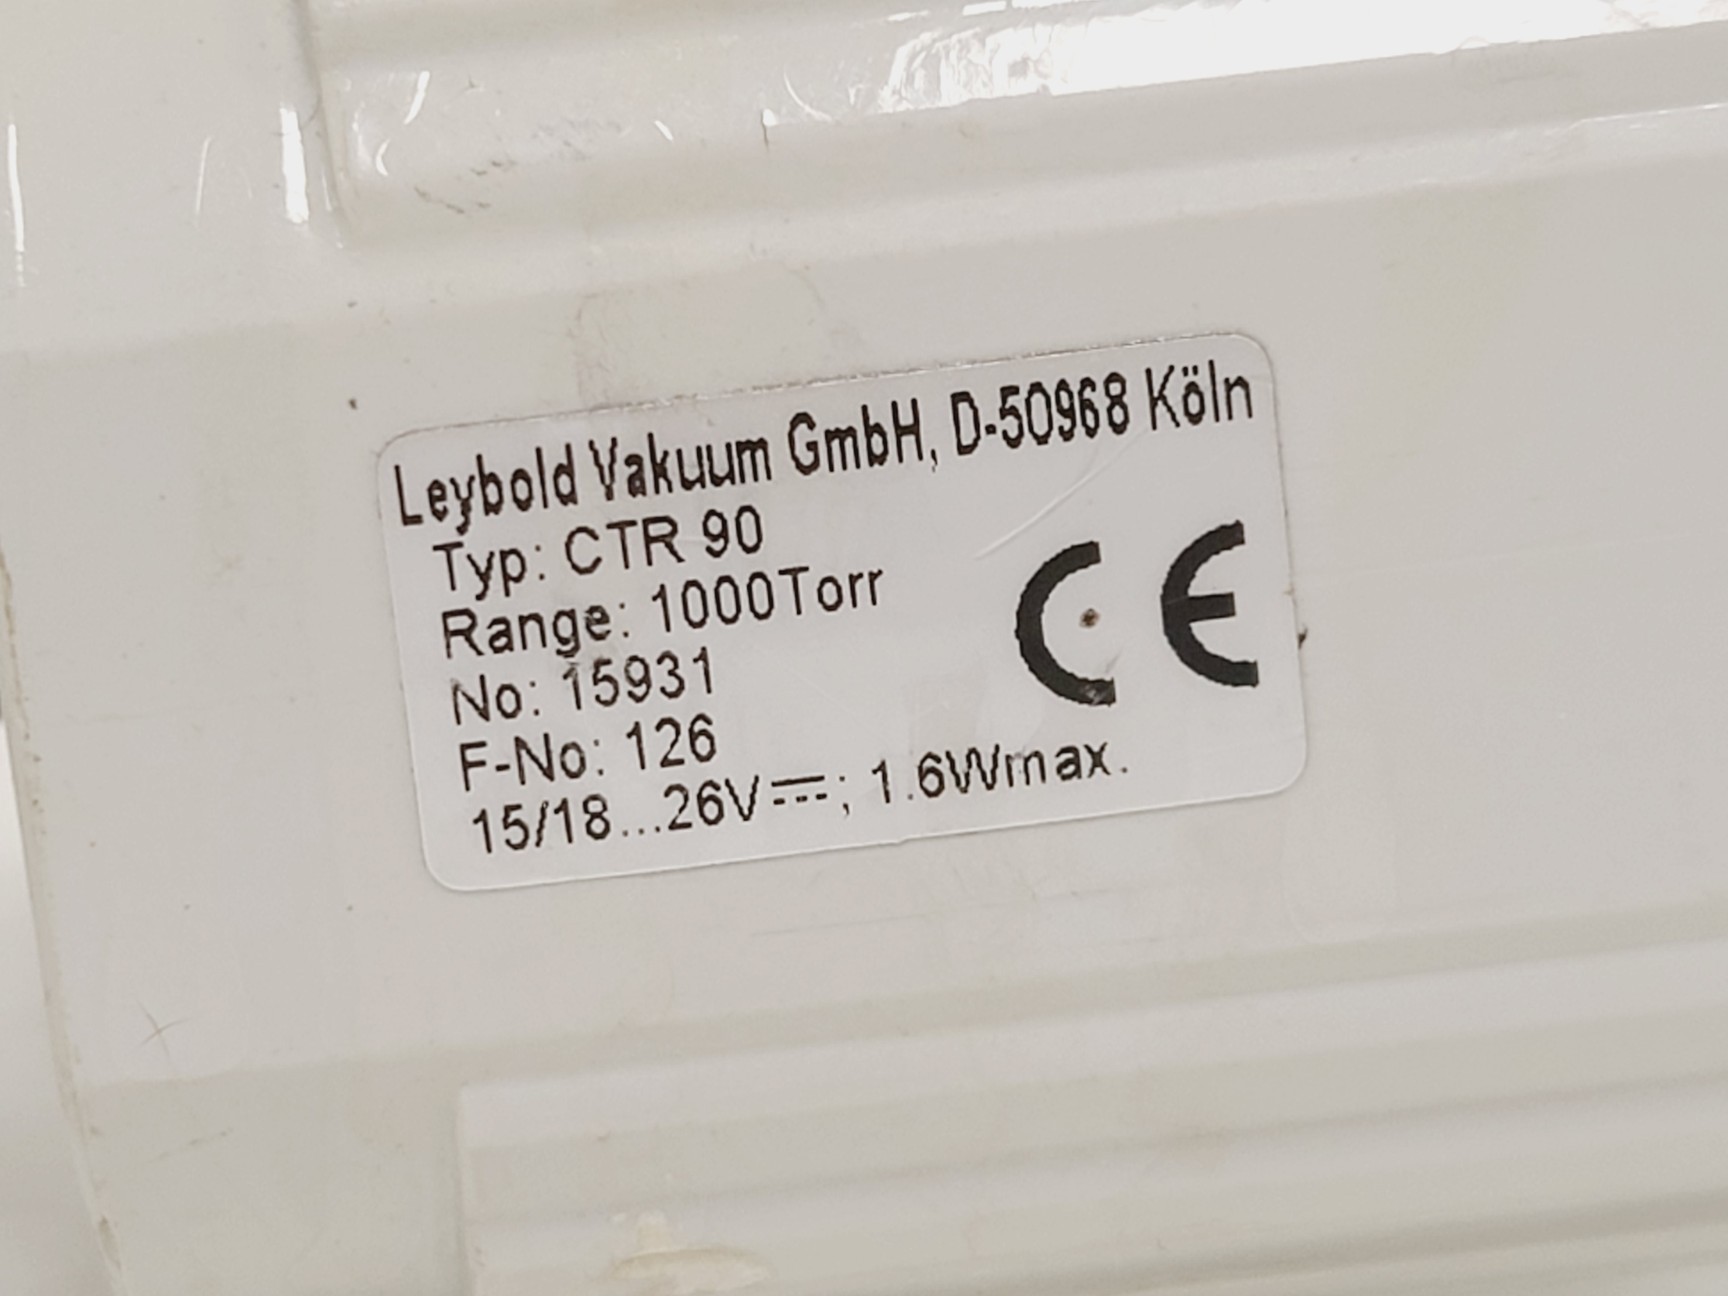 Leybold Vakuum GmbH, D-50968 Köln
Typ: CTR 90
Range: 1000Torr
No: 15931
F-No: 126
15/18...26V⎓; 1.6Wmax.
CE